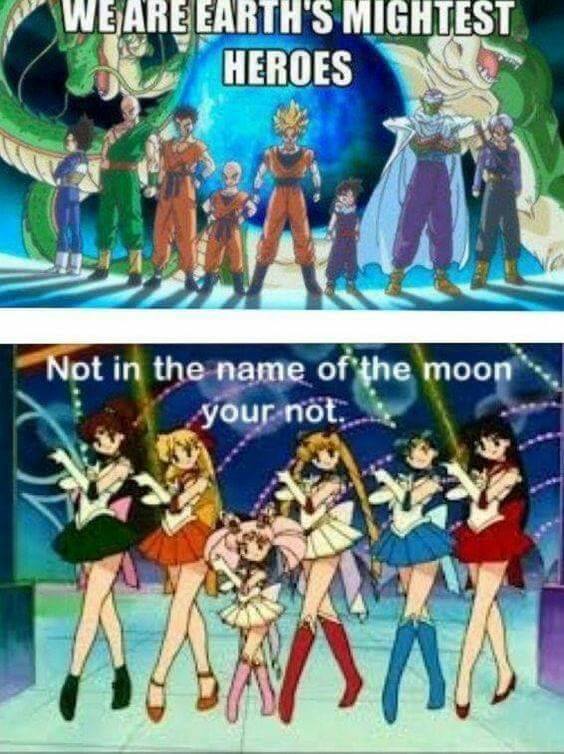 WE ARE EARTH'S MIGHTEST
HEROES
Not in the name of the moon
your not.